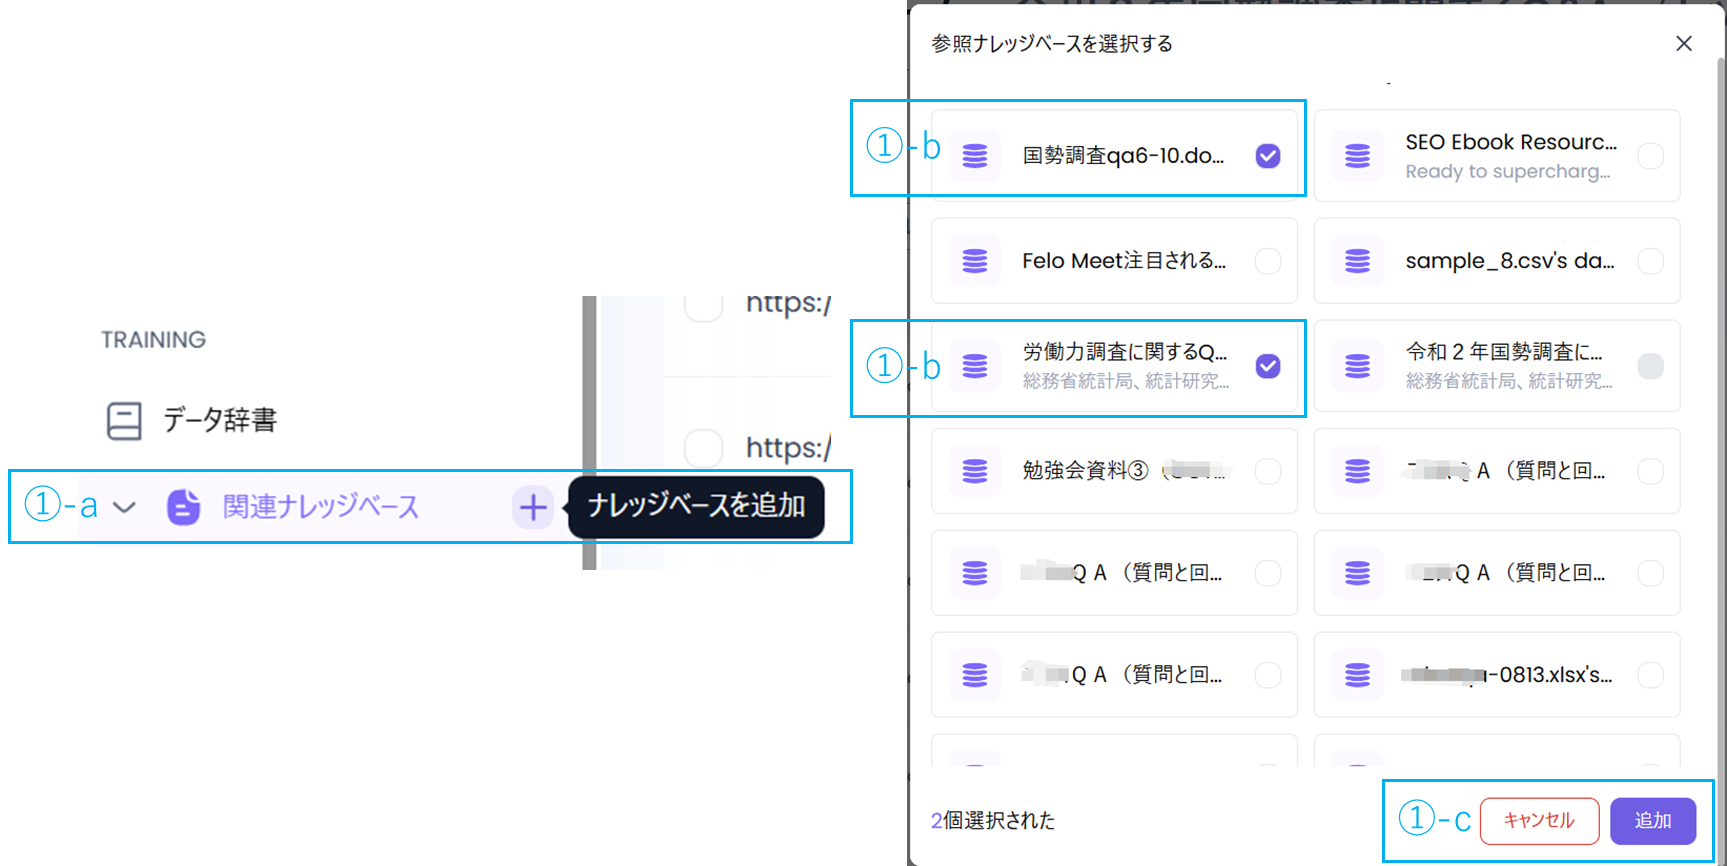 TRAINING
データ辞書
①-a
関連ナレッジベース
+
ナレッジベースを追加
https:/
https:/
参照ナレッジベースを選択する
①-b
国勢調査qa6-10.do...
SEO Ebook Resourc...
Ready to supercharg...
Felo Meet注目される...
sample_8.csv's da...
①-b
労働力調査に関するQ...
総務省統計局、統計研究...
令和２年国勢調査に...
総務省統計局、統計研究...
勉強会資料③
ＱＡ（質問と回...
ＱＡ（質問と回...
ＱＡ（質問と回...
ＱＡ（質問と回...
-0813.xlsx's...
2個選択された
①-c
キャンセル
追加